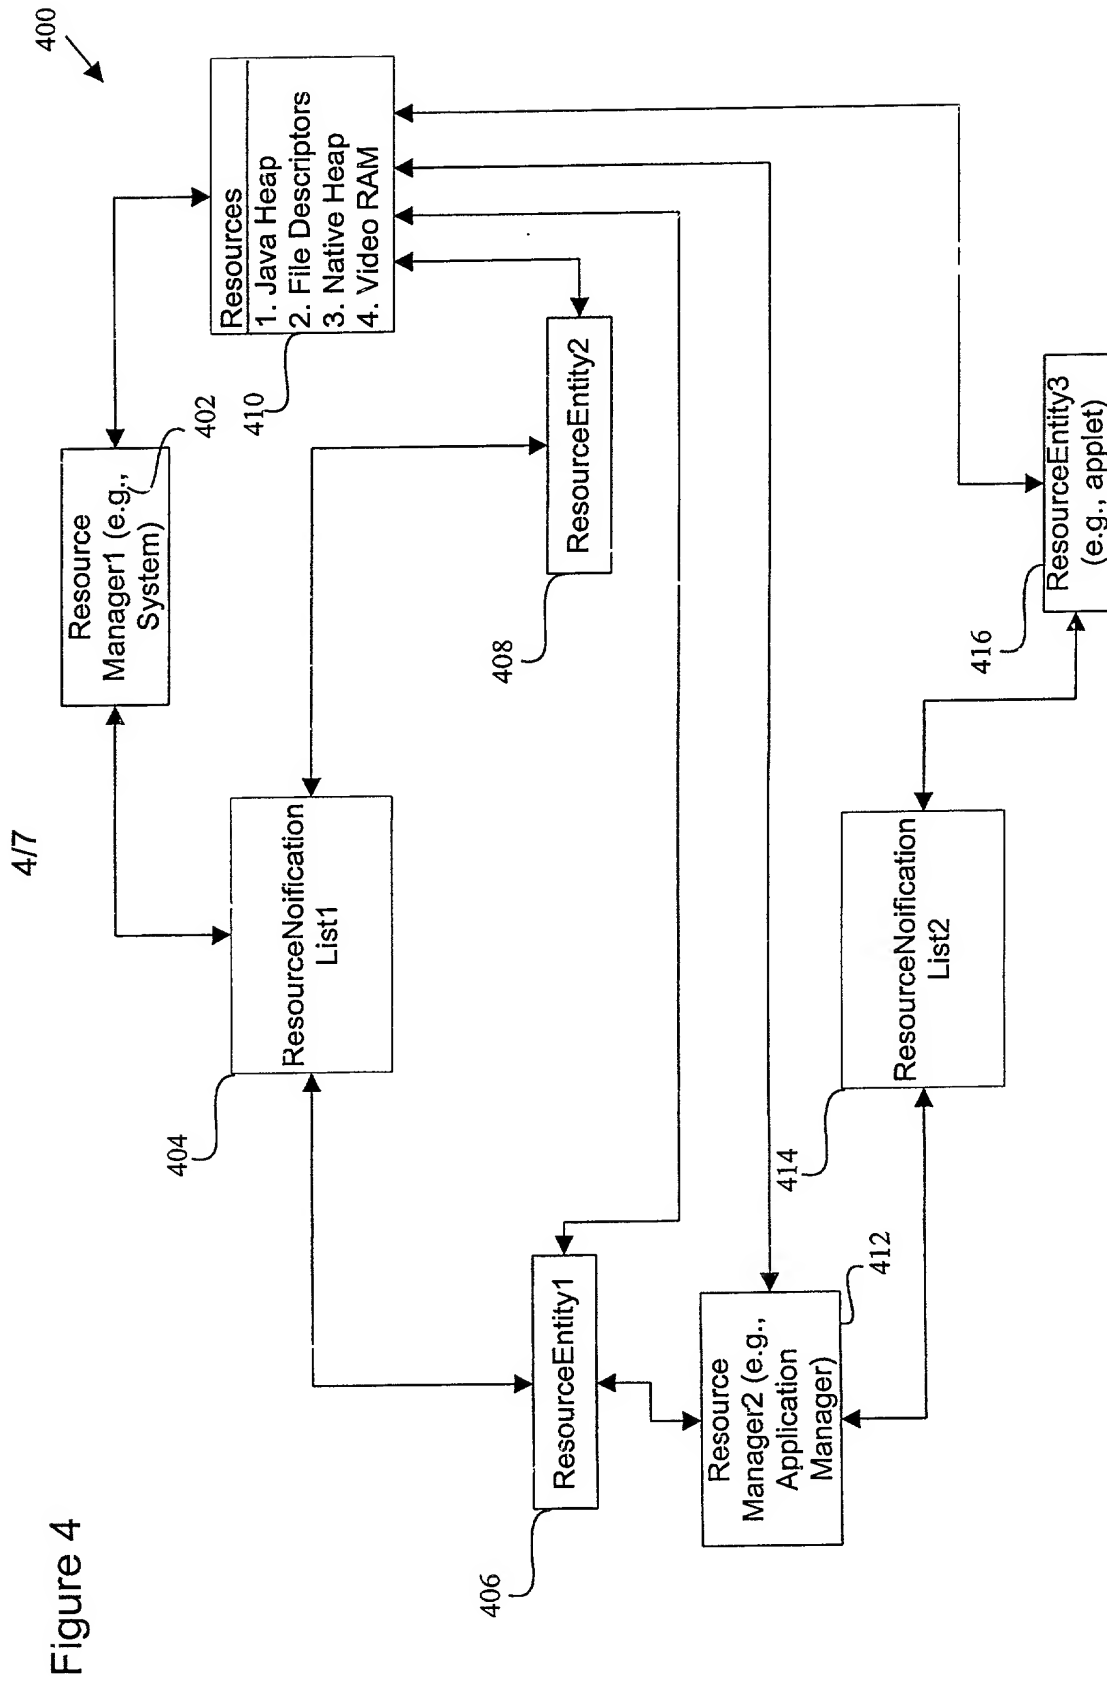 4/7
Figure 4
400
Resource
Manager1 (e.g.,
System)
402
Resources
1. Java Heap
2. File Descriptors
3. Native Heap
4. Video RAM
410
ResourceNoification
List1
404
ResourceEntity2
408
ResourceEntity1
406
Resource
Manager2 (e.g.,
Application
Manager)
412
ResourceNoification
List2
414
ResourceEntity3
(e.g., applet)
416